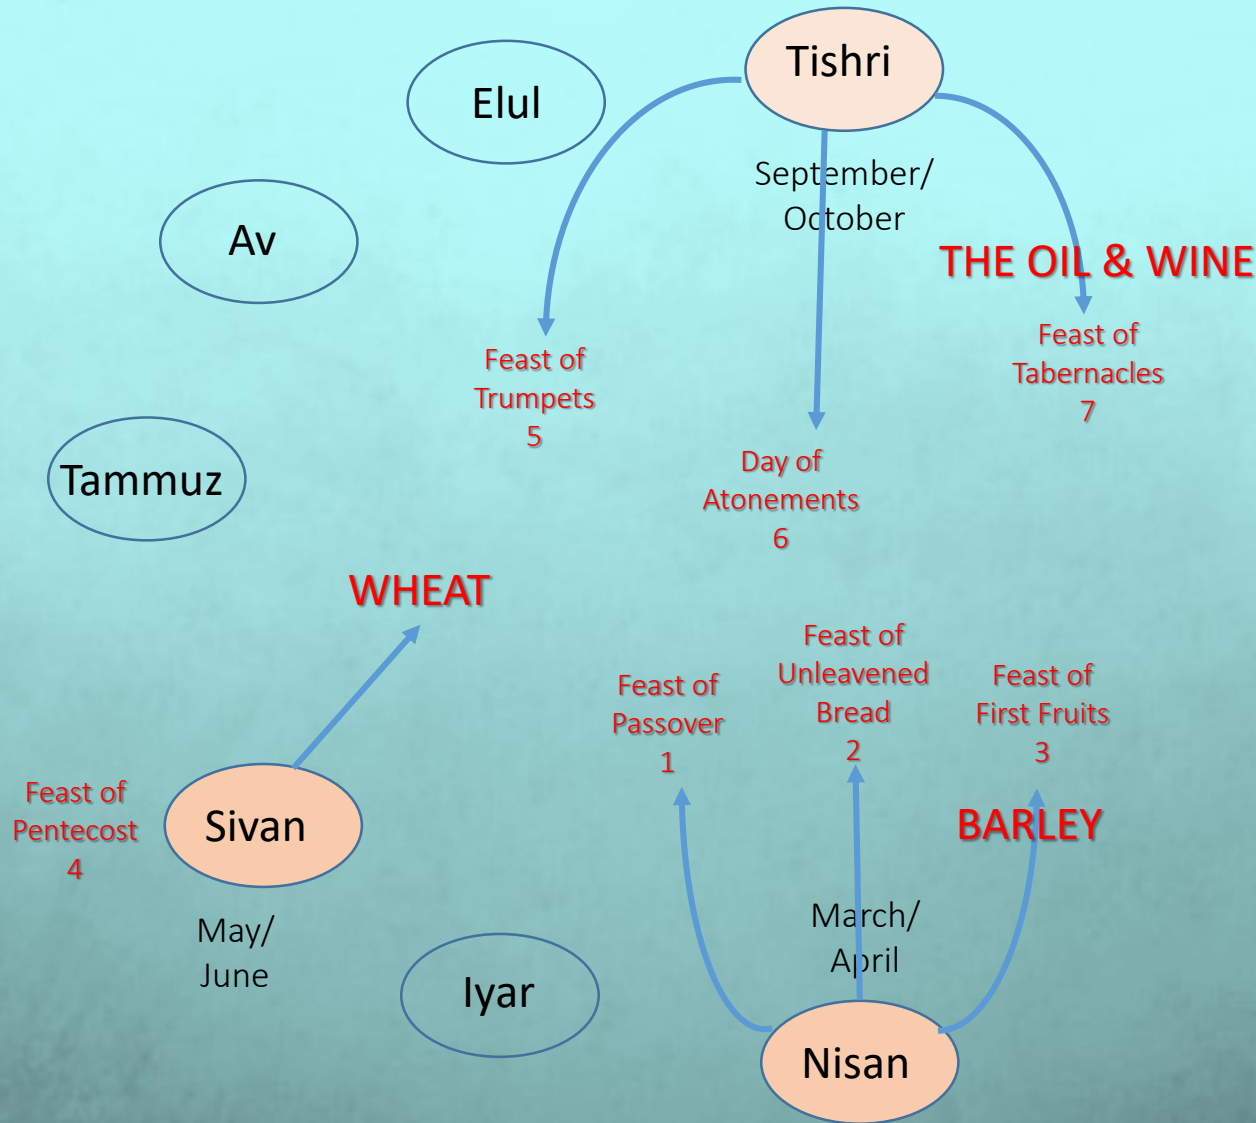 Tishri
Elul
September/
October
Av
THE OIL & WINE
Feast of
Tabernacles
7
Feast of
Trumpets
5
Day of
Atonements
6
Tammuz
WHEAT
Feast of
Passover
1
Feast of
Unleavened
Bread
2
Feast of
First Fruits
3
BARLEY
Feast of
Pentecost
4
Sivan
May/
June
March/
April
Iyar
Nisan